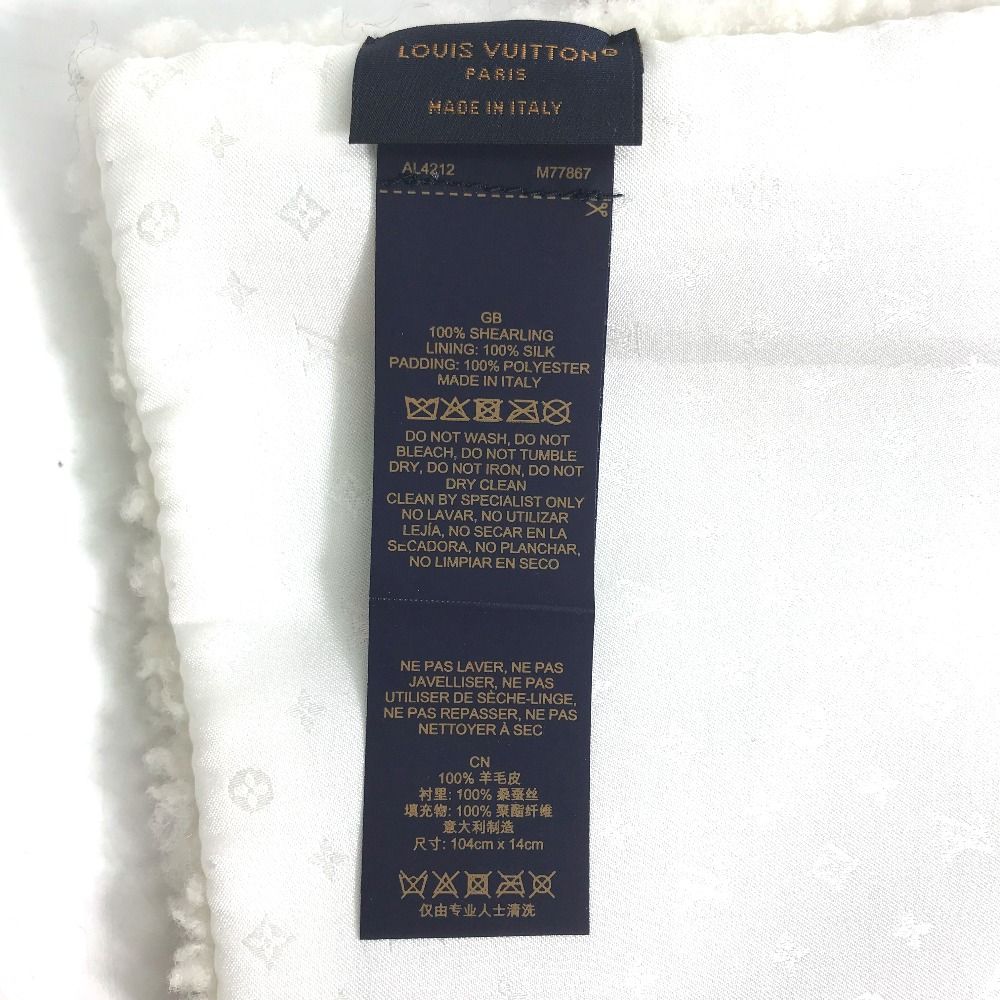 LOUIS VUITTON®
PARIS
MADE IN ITALY
AL4212 M77867
GB
100% SHEARLING
LINING: 100% SILK
PADDING: 100% POLYESTER
MADE IN ITALY
DO NOT WASH, DO NOT
BLEACH, DO NOT TUMBLE
DRY, DO NOT IRON, DO NOT
DRY CLEAN
CLEAN BY SPECIALIST ONLY
NO LAVAR, NO UTILIZAR
LEJÍA, NO SECAR EN LA
SECADORA, NO PLANCHAR,
NO LIMPIAR EN SECO
NE PAS LAVER, NE PAS
JAVELLISER, NE PAS
UTILISER DE SÈCHE-LINGE,
NE PAS REPASSER, NE PAS
NETTOYER À SEC
CN
100% 羊毛皮
衬里: 100% 桑蚕丝
填充物: 100% 聚酯纤维
意大利制造
尺寸: 104cm x 14cm
仅由专业人士清洗